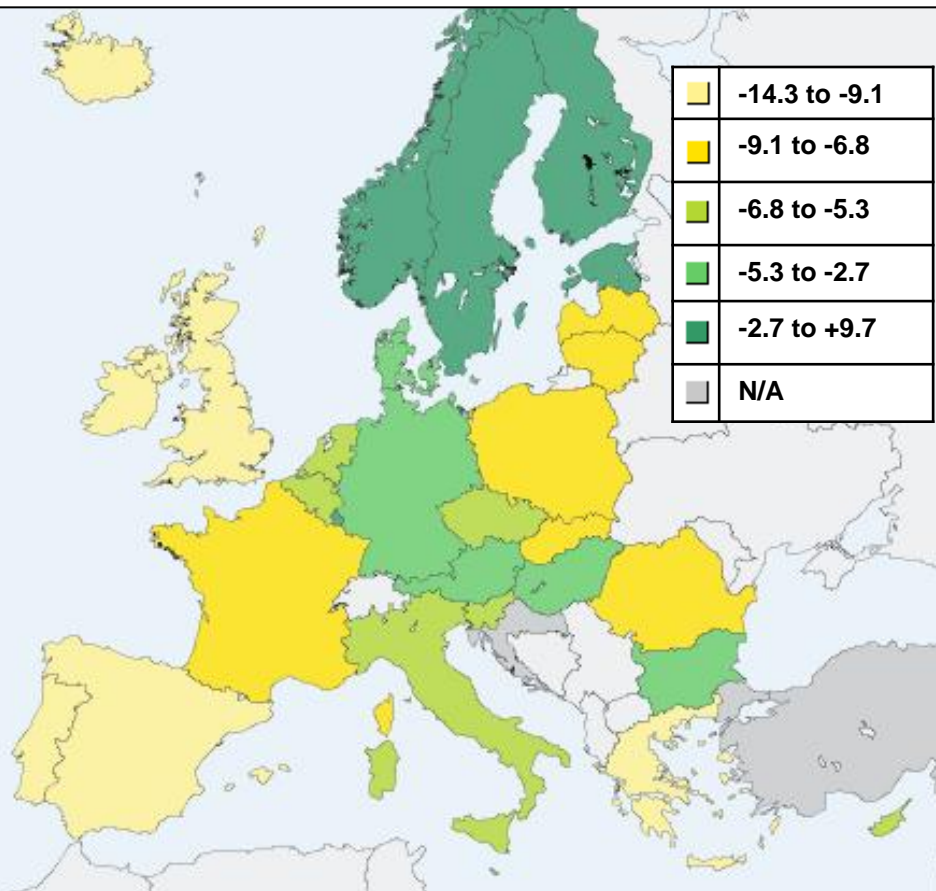 -14.3 to -9.1
-9.1 to -6.8
-6.8 to -5.3
-5.3 to -2.7
-2.7 to +9.7
N/A